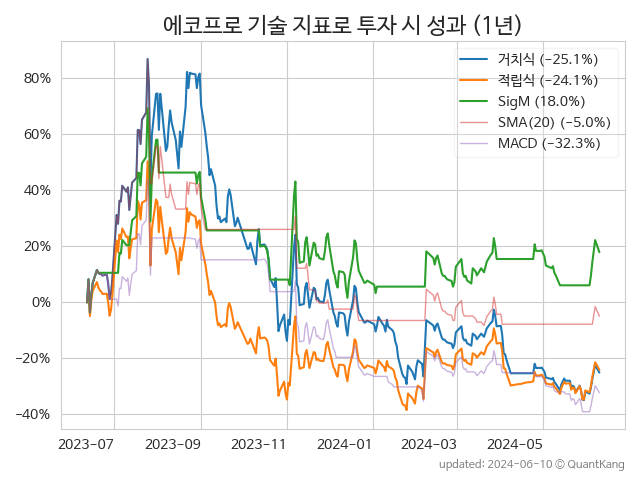 에코프로 기술 지표로 투자 시 성과 (1년)
거치식 (−25.1%)
적립식 (−24.1%)
SigM (18.0%)
SMA(20) (−5.0%)
MACD (−32.3%)
80%
60%
40%
20%
0%
−20%
−40%
2023-07 2023-09 2023-11 2024-01 2024-03 2024-05
updated: 2024-06-10 © QuantKang